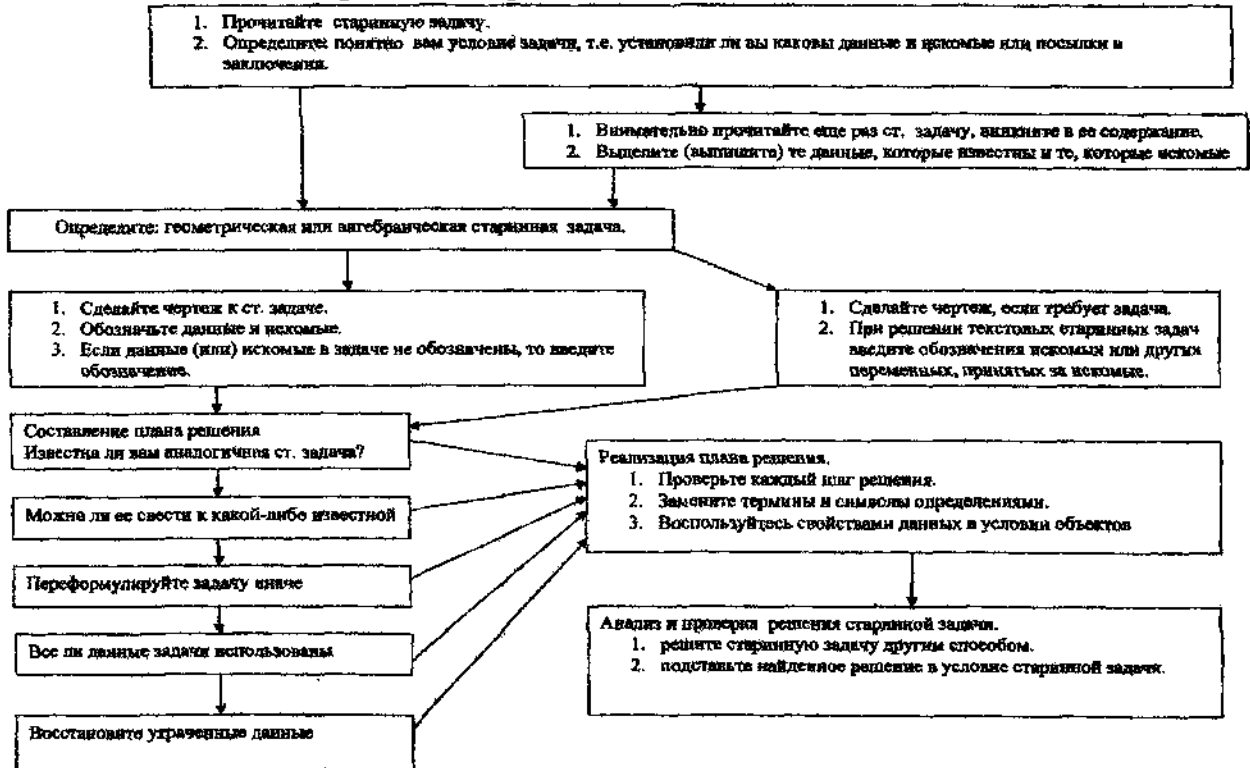 1. Прочитайте старинную задачу.
2. Определите: понятно вам условие задачи, т.е. установили ли вы каковы данные и искомые или посылки и
заключения.
1. Внимательно прочитайте еще раз ст. задачу, вникните в ее содержание.
2. Выделите (выпишите) те данные, которые известны и те, которые искомые
Определите: геометрическая или алгебраическая старинная задача.
1. Сделайте чертеж к ст. задаче.
2. Обозначьте данные и искомые.
3. Если данные (или) искомые в задаче не обозначены, то введите
обозначение.
1. Сделайте чертеж, если требует задача.
2. При решении текстовых старинных задач
введите обозначения искомых или других
переменных, принятых за искомые.
Составление плана решения
Известна ли вам аналогичная ст. задача?
Можно ли ее свести к какой-либо известной
Переформулируйте задачу иначе
Все ли данные задачи использованы
Восстановите утраченные данные
Реализация плана решения.
1. Проверьте каждый шаг решения.
2. Замените термины и символы определениями.
3. Воспользуйтесь свойствами данных в условии объектов
Анализ и проверка решения старинной задачи.
1. решите старинную задачу другим способом.
2. подставьте найденное решение в условие старинной задачи.